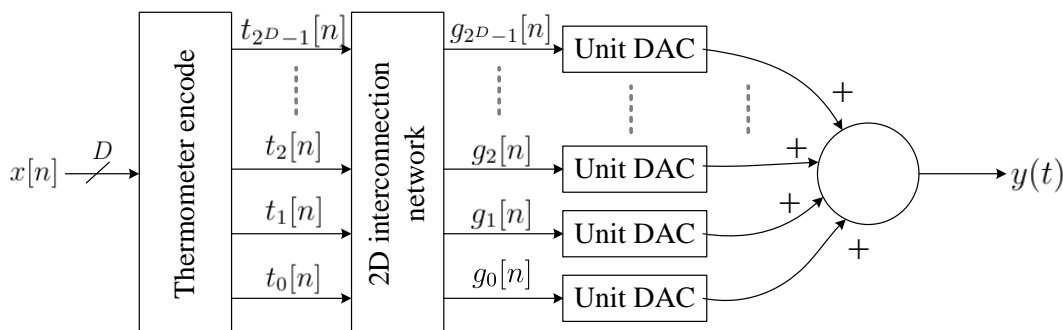 x[n]
D
Thermometer encode
t_{2^D-1}[n]
t_2[n]
t_1[n]
t_0[n]
2D interconnection
network
g_{2^D-1}[n]
g_2[n]
g_1[n]
g_0[n]
Unit DAC
Unit DAC
Unit DAC
Unit DAC
+
+
+
+
y(t)